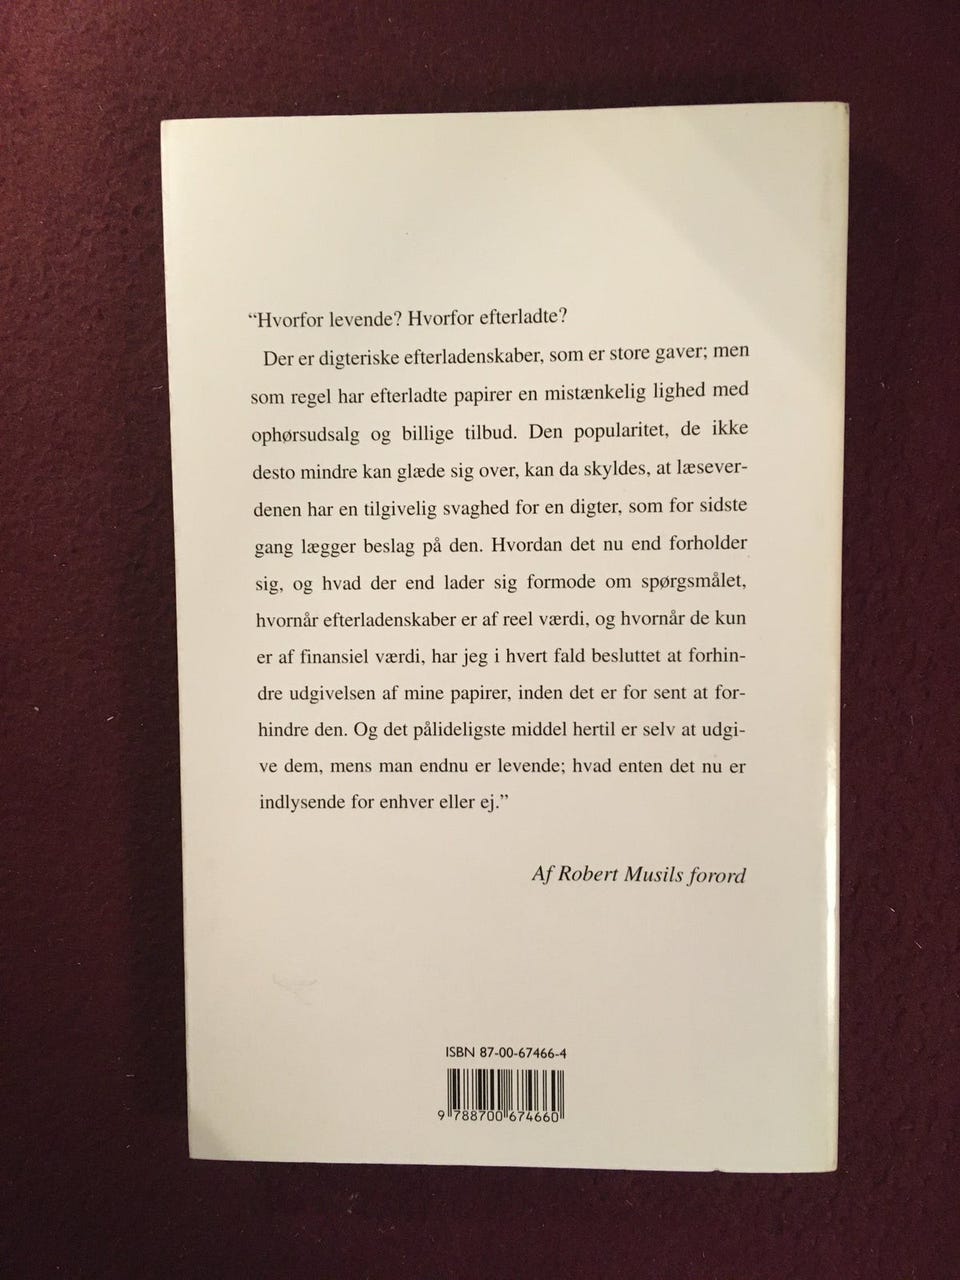 “Hvorfor levende? Hvorfor efterladte?
Der er digteriske efterladenskaber, som er store gaver; men
som regel har efterladte papirer en mistænkelig lighed med
ophørsudsalg og billige tilbud. Den popularitet, de ikke
desto mindre kan glæde sig over, kan da skyldes, at læsever-
denen har en tilgivelig svaghed for en digter, som for sidste
gang lægger beslag på den. Hvordan det nu end forholder
sig, og hvad der end lader sig formode om spørgsmålet,
hvornår efterladenskaber er af reel værdi, og hvornår de kun
er af finansiel værdi, har jeg i hvert fald besluttet at forhin-
dre udgivelsen af mine papirer, inden det er for sent at for-
hindre den. Og det pålideligste middel hertil er selv at udgi-
ve dem, mens man endnu er levende; hvad enten det nu er
indlysende for enhver eller ej.”
Af Robert Musils forord
ISBN 87-00-67466-4
9 788700 674660